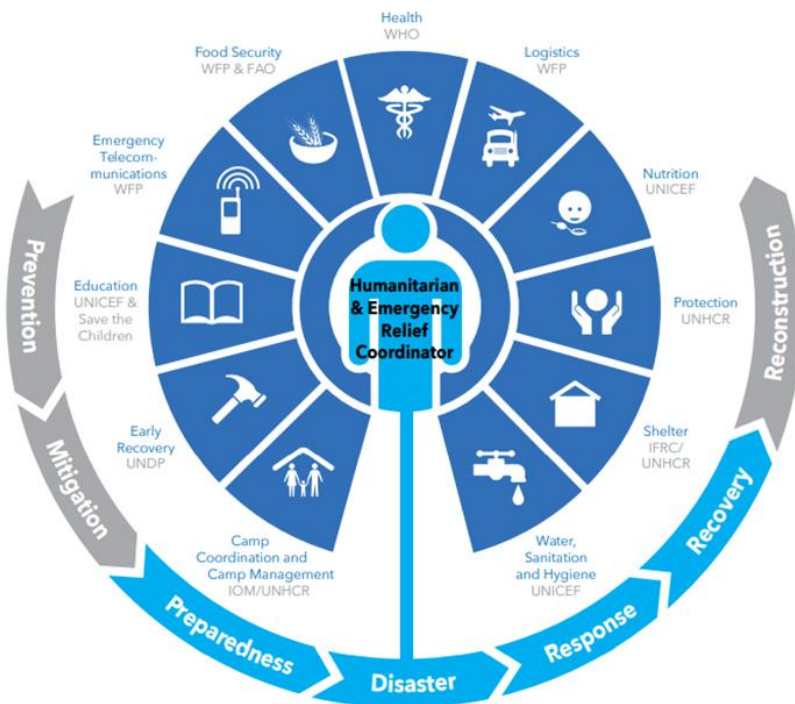 Health
WHO
Food Security
WFP & FAO
Logistics
WFP
Emergency
Telecom-
munications
WFP
Nutrition
UNICEF
Education
UNICEF &
Save the
Children
Humanitarian
& Emergency
Relief
Coordinator
Protection
UNHCR
Early
Recovery
UNDP
Shelter
IFRC/
UNHCR
Camp
Coordination and
Camp Management
IOM/UNHCR
Water,
Sanitation
and Hygiene
UNICEF
Prevention
Mitigation
Preparedness
Disaster
Response
Recovery
Reconstruction